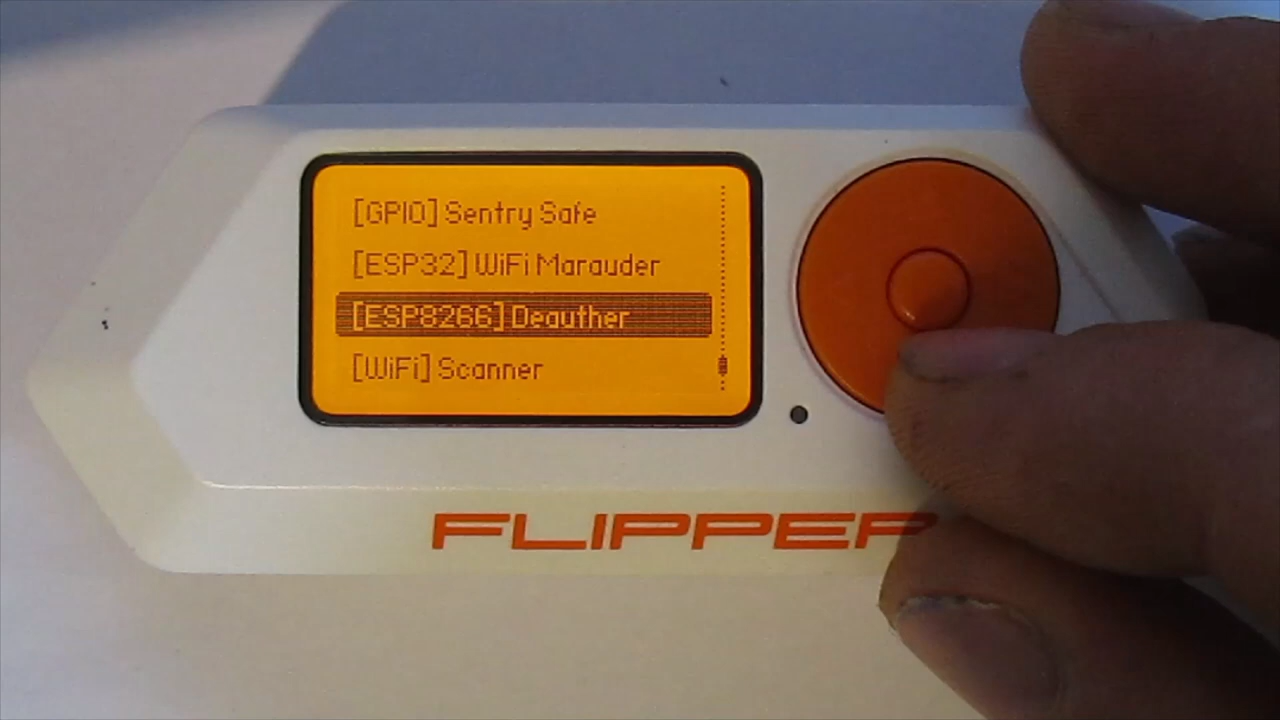 [GPIO] Sentry Safe
[ESP32] WiFi Marauder
[ESP8266] Deauther
[WiFi] Scanner
FLIPPER